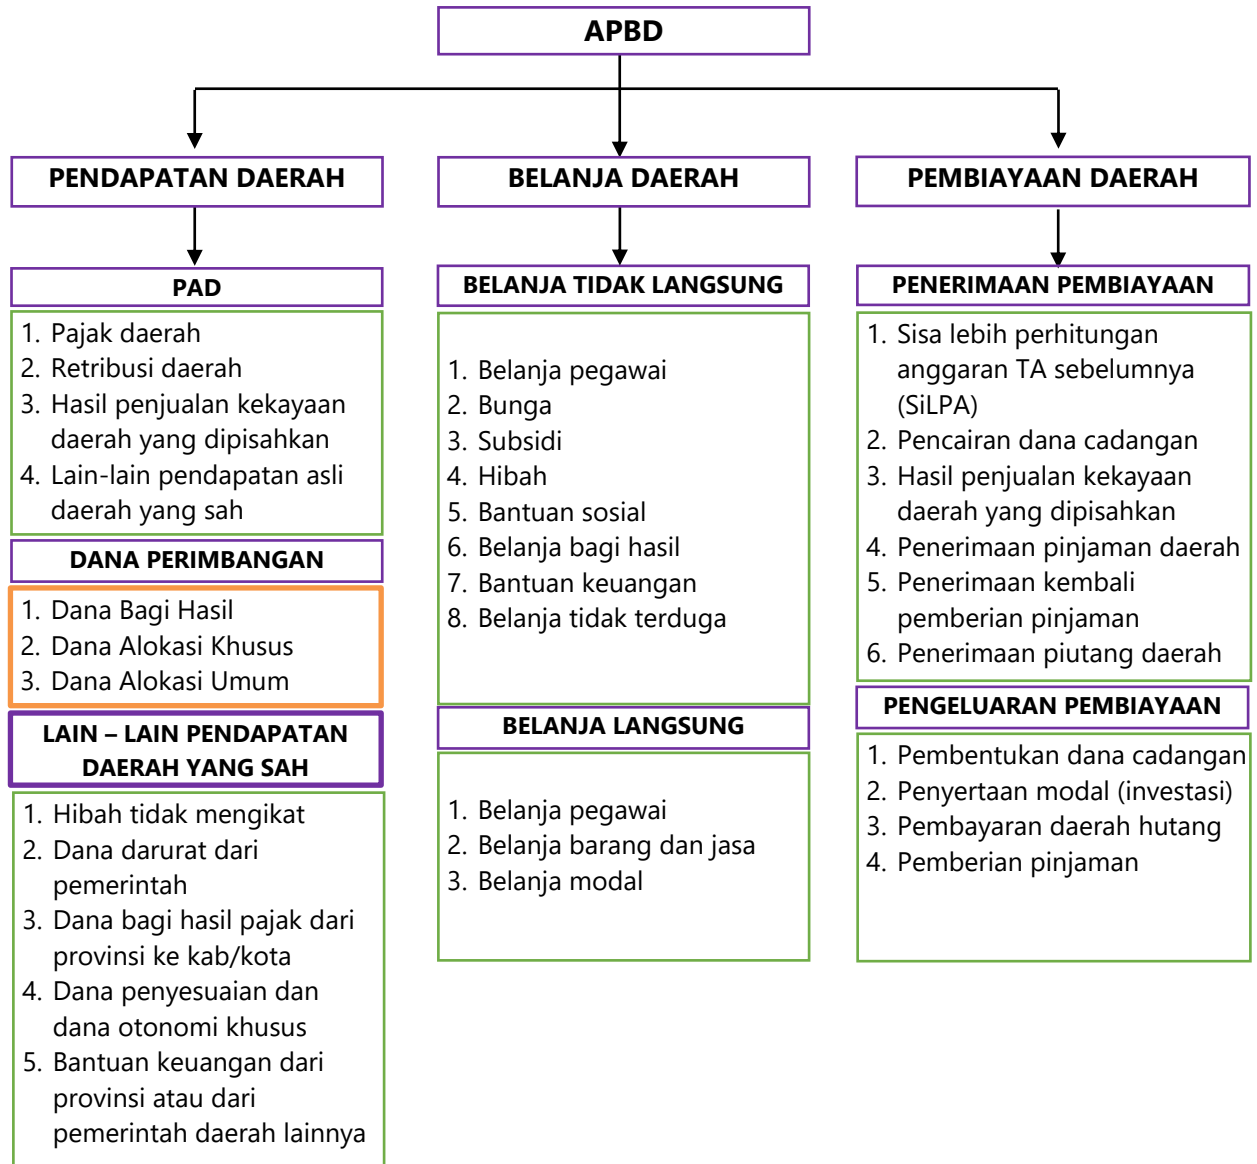 APBD
PENDAPATAN DAERAH
PAD
1. Pajak daerah
2. Retribusi daerah
3. Hasil penjualan kekayaan
daerah yang dipisahkan
4. Lain-lain pendapatan asli
daerah yang sah
DANA PERIMBANGAN
1. Dana Bagi Hasil
2. Dana Alokasi Khusus
3. Dana Alokasi Umum
LAIN – LAIN PENDAPATAN
DAERAH YANG SAH
1. Hibah tidak mengikat
2. Dana darurat dari
pemerintah
3. Dana bagi hasil pajak dari
provinsi ke kab/kota
4. Dana penyesuaian dan
dana otonomi khusus
5. Bantuan keuangan dari
provinsi atau dari
pemerintah daerah lainnya
BELANJA DAERAH
BELANJA TIDAK LANGSUNG
1. Belanja pegawai
2. Bunga
3. Subsidi
4. Hibah
5. Bantuan sosial
6. Belanja bagi hasil
7. Bantuan keuangan
8. Belanja tidak terduga
BELANJA LANGSUNG
1. Belanja pegawai
2. Belanja barang dan jasa
3. Belanja modal
PEMBIAYAAN DAERAH
PENERIMAAN PEMBIAYAAN
1. Sisa lebih perhitungan
anggaran TA sebelumnya
(SiLPA)
2. Pencairan dana cadangan
3. Hasil penjualan kekayaan
daerah yang dipisahkan
4. Penerimaan pinjaman daerah
5. Penerimaan kembali
pemberian pinjaman
6. Penerimaan piutang daerah
PENGELUARAN PEMBIAYAAN
1. Pembentukan dana cadangan
2. Penyertaan modal (investasi)
3. Pembayaran daerah hutang
4. Pemberian pinjaman